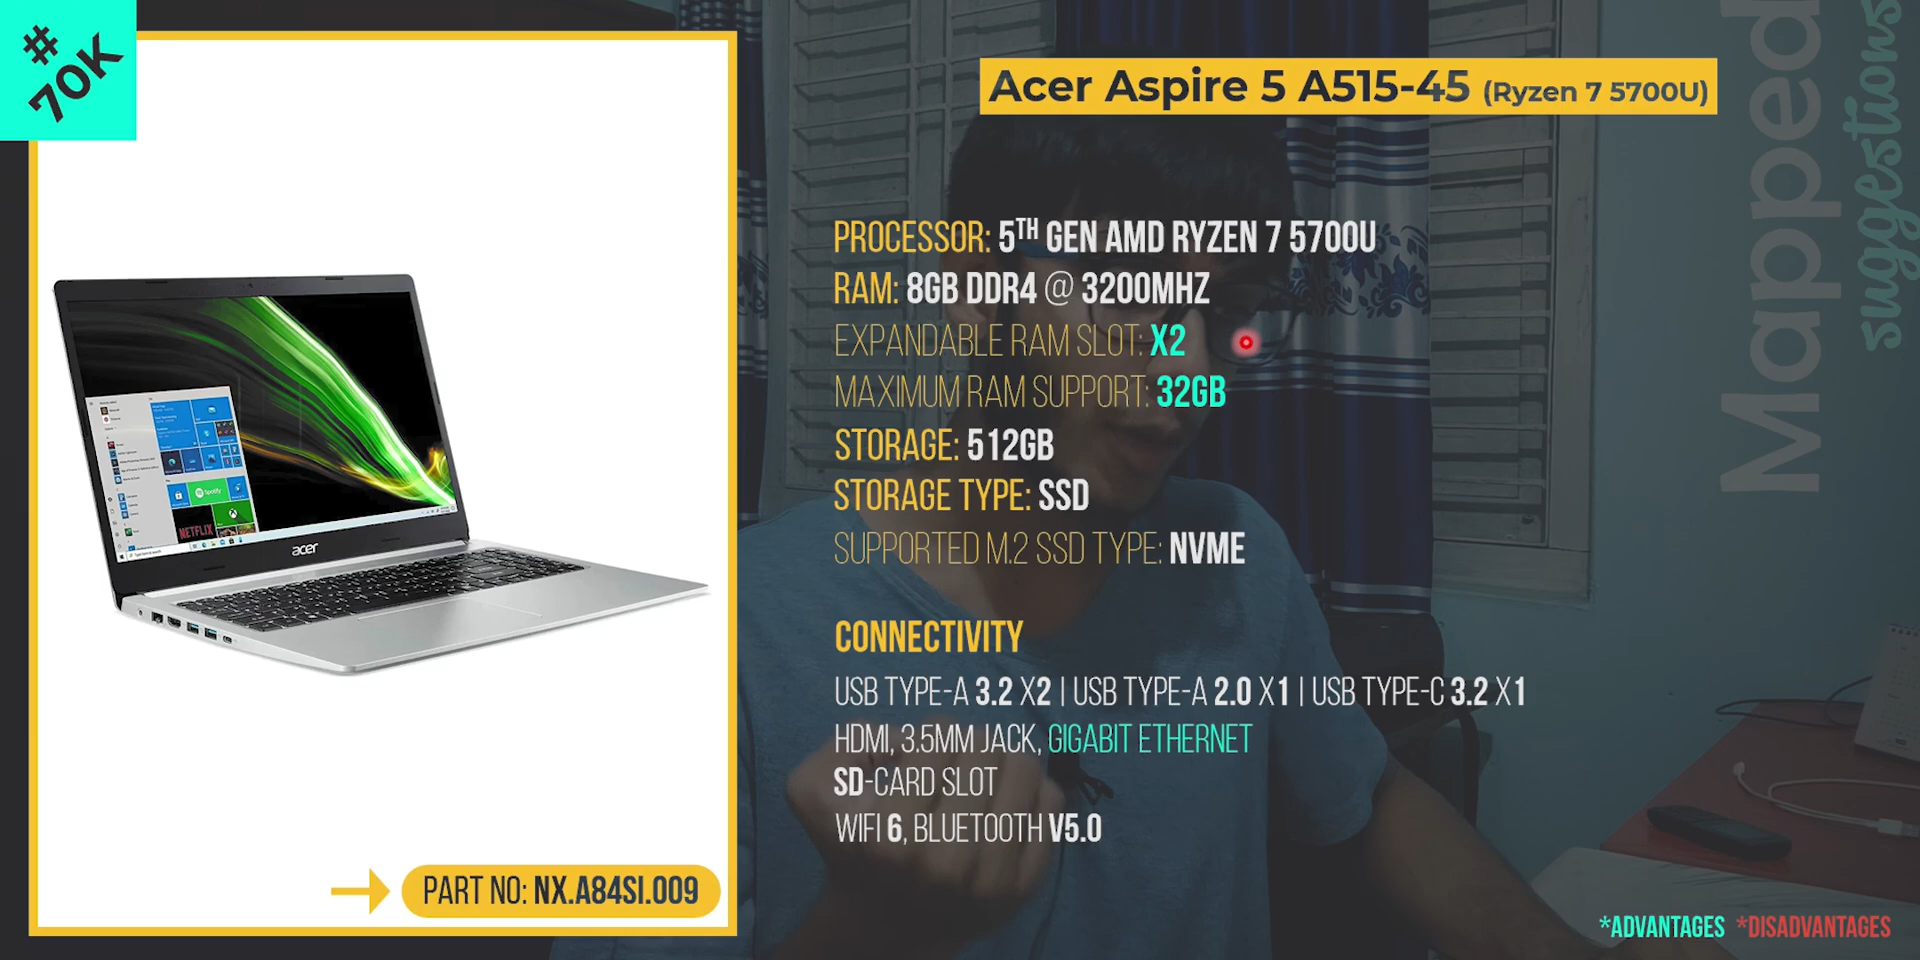 #
70K
Acer Aspire 5 A515-45 (Ryzen 7 5700U)
Mapped
suggestions
PROCESSOR: 5TH GEN AMD RYZEN 7 5700U
RAM: 8GB DDR4 @ 3200MHZ
EXPANDABLE RAM SLOT: X2
MAXIMUM RAM SUPPORT: 32GB
STORAGE: 512GB
STORAGE TYPE: SSD
SUPPORTED M.2 SSD TYPE: NVME
CONNECTIVITY
USB TYPE-A 3.2 X2 | USB TYPE-A 2.0 X1 | USB TYPE-C 3.2 X1
HDMI, 3.5MM JACK, GIGABIT ETHERNET
SD-CARD SLOT
WIFI 6, BLUETOOTH V5.0
Spotify
NETFLIX
acer
PART NO: NX.A84SI.009
*ADVANTAGES *DISADVANTAGES